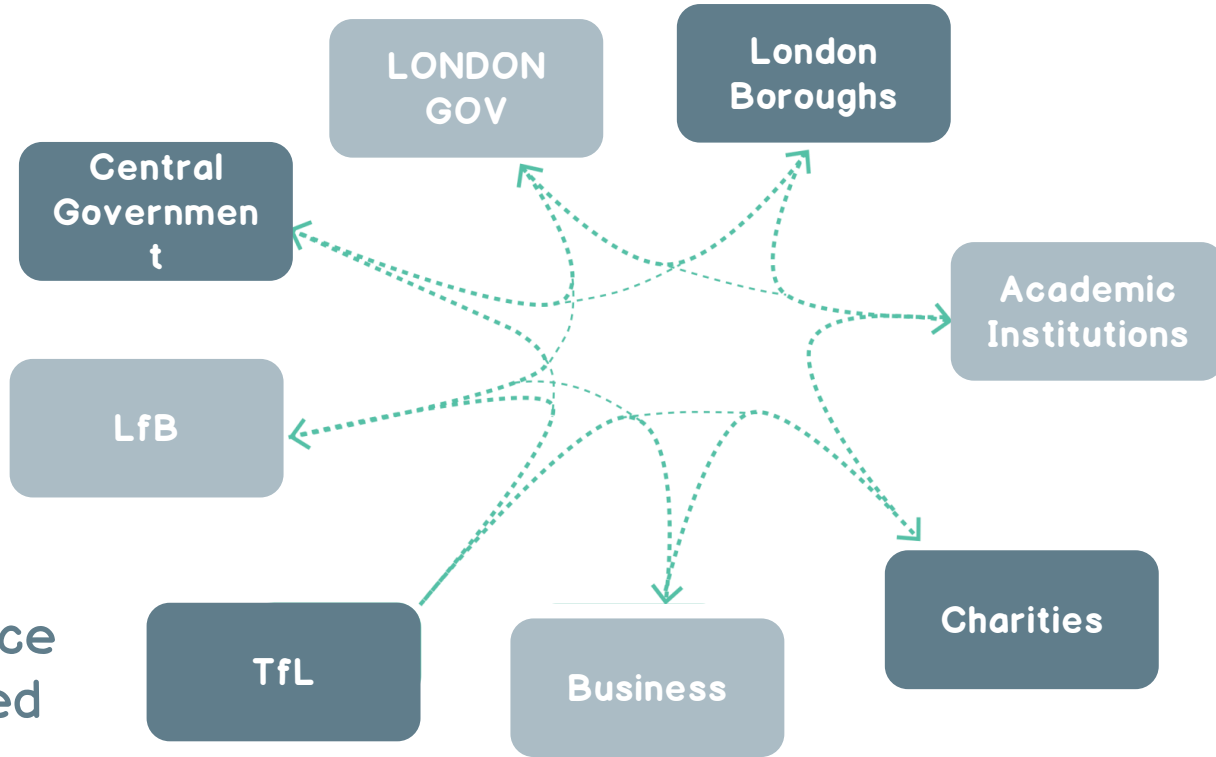 LONDON
GOV
London
Boroughs
Central
Governmen
t
Academic
Institutions
LfB
TfL
Business
Charities
ce
ed